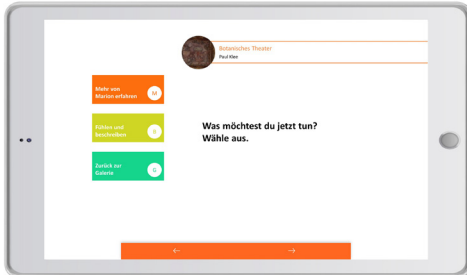 Botanisches Theater
Paul Klee
Mehr von
Marion erfahren
M
Fühlen und
beschreiben
Was möchtest du jetzt tun?
Wähle aus.
Zurück zur
Galerie
G